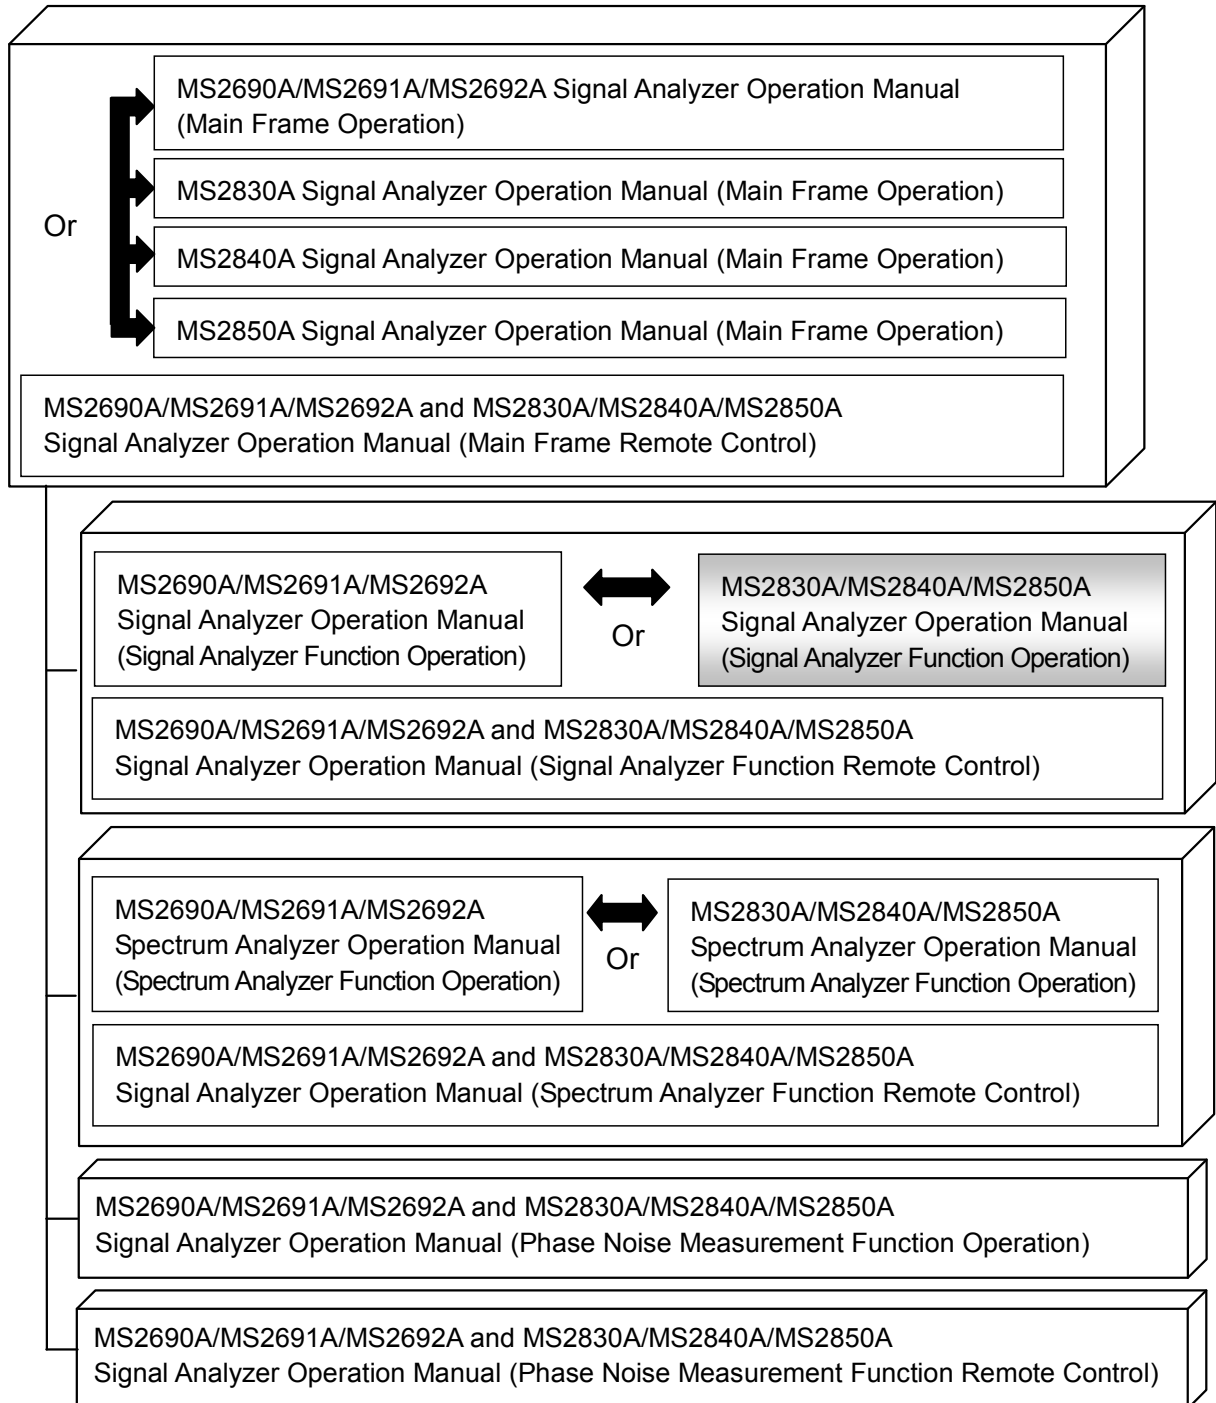 MS2690A/MS2691A/MS2692A Signal Analyzer Operation Manual
(Main Frame Operation)
MS2830A Signal Analyzer Operation Manual (Main Frame Operation)
Or
MS2840A Signal Analyzer Operation Manual (Main Frame Operation)
MS2850A Signal Analyzer Operation Manual (Main Frame Operation)
MS2690A/MS2691A/MS2692A and MS2830A/MS2840A/MS2850A
Signal Analyzer Operation Manual (Main Frame Remote Control)
MS2690A/MS2691A/MS2692A
Signal Analyzer Operation Manual
(Signal Analyzer Function Operation)
Or
MS2830A/MS2840A/MS2850A
Signal Analyzer Operation Manual
(Signal Analyzer Function Operation)
MS2690A/MS2691A/MS2692A and MS2830A/MS2840A/MS2850A
Signal Analyzer Operation Manual (Signal Analyzer Function Remote Control)
MS2690A/MS2691A/MS2692A
Spectrum Analyzer Operation Manual
(Spectrum Analyzer Function Operation)
Or
MS2830A/MS2840A/MS2850A
Spectrum Analyzer Operation Manual
(Spectrum Analyzer Function Operation)
MS2690A/MS2691A/MS2692A and MS2830A/MS2840A/MS2850A
Signal Analyzer Operation Manual (Spectrum Analyzer Function Remote Control)
MS2690A/MS2691A/MS2692A and MS2830A/MS2840A/MS2850A
Signal Analyzer Operation Manual (Phase Noise Measurement Function Operation)
MS2690A/MS2691A/MS2692A and MS2830A/MS2840A/MS2850A
Signal Analyzer Operation Manual (Phase Noise Measurement Function Remote Control)